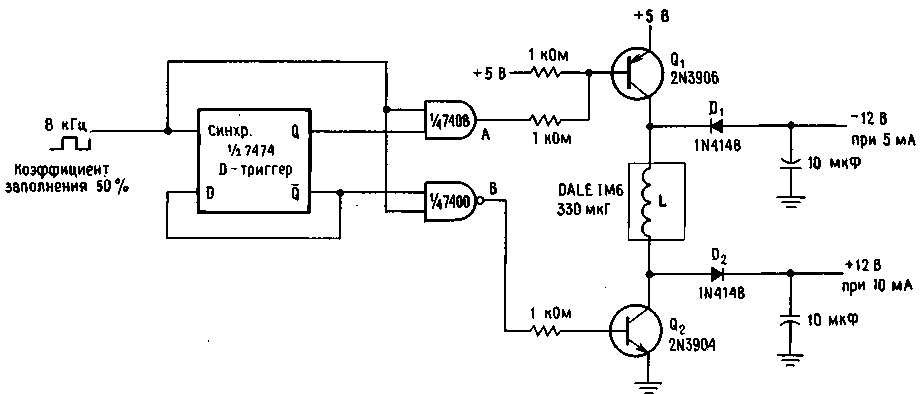 +5 В
1 кОм
+5 В
Q1
2N3906
8 кГц
Синхр.
Q
1/2 7474
D-триггер
D
Q̅
Коэффициент
заполнения 50%
1/4 7408
A
1 кОм
D1
1N4148
-12 В
при 5 мА
10 мкФ
1/4 7400
B
DALE IM6
330 мкГ
L
D2
1N4148
+12 В
при 10 мА
1 кОм
Q2
2N3904
10 мкФ